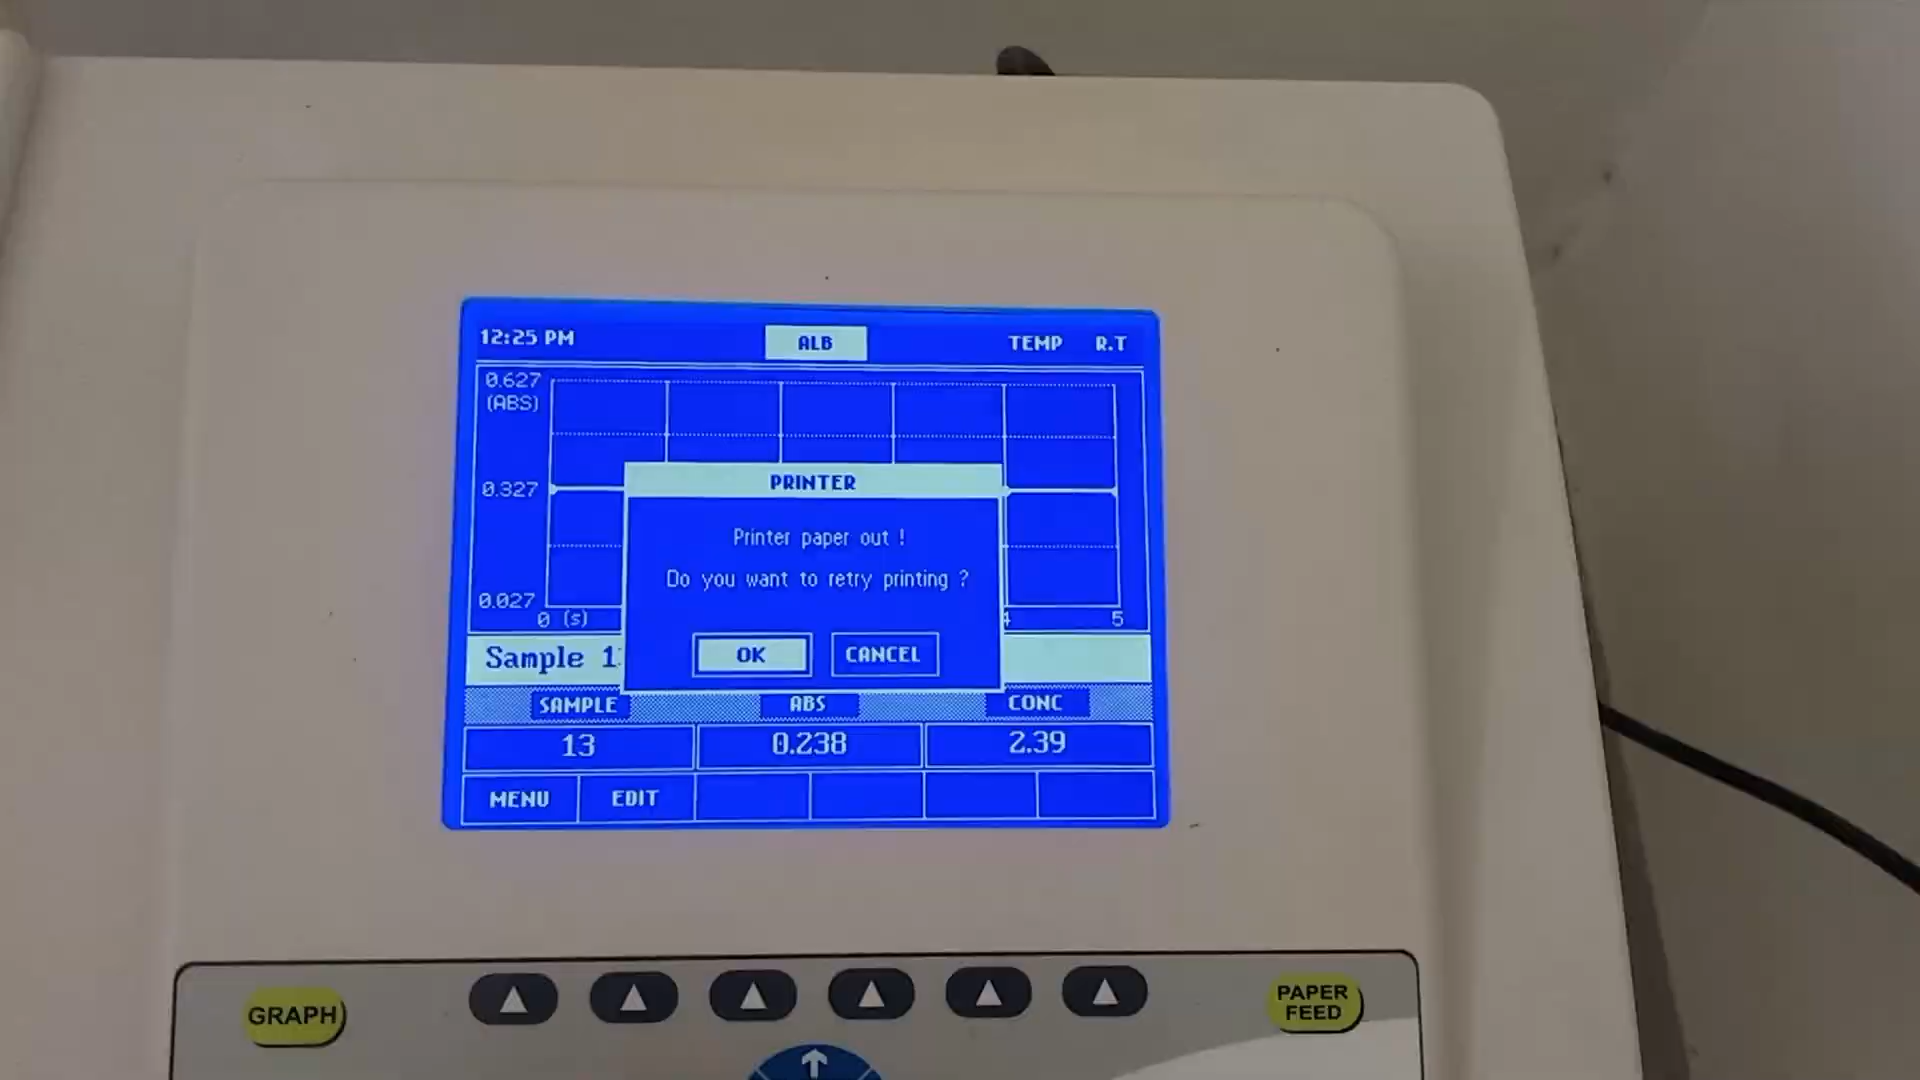 12:25 PM ALB TEMP R.T
0.627
(ABS)
0.327
0.027
0 (s) 4 5
PRINTER
Printer paper out !
Do you want to retry printing ?
OK CANCEL
Sample 13
SAMPLE ABS CONC
13 0.238 2.39
MENU EDIT
GRAPH
PAPER
FEED